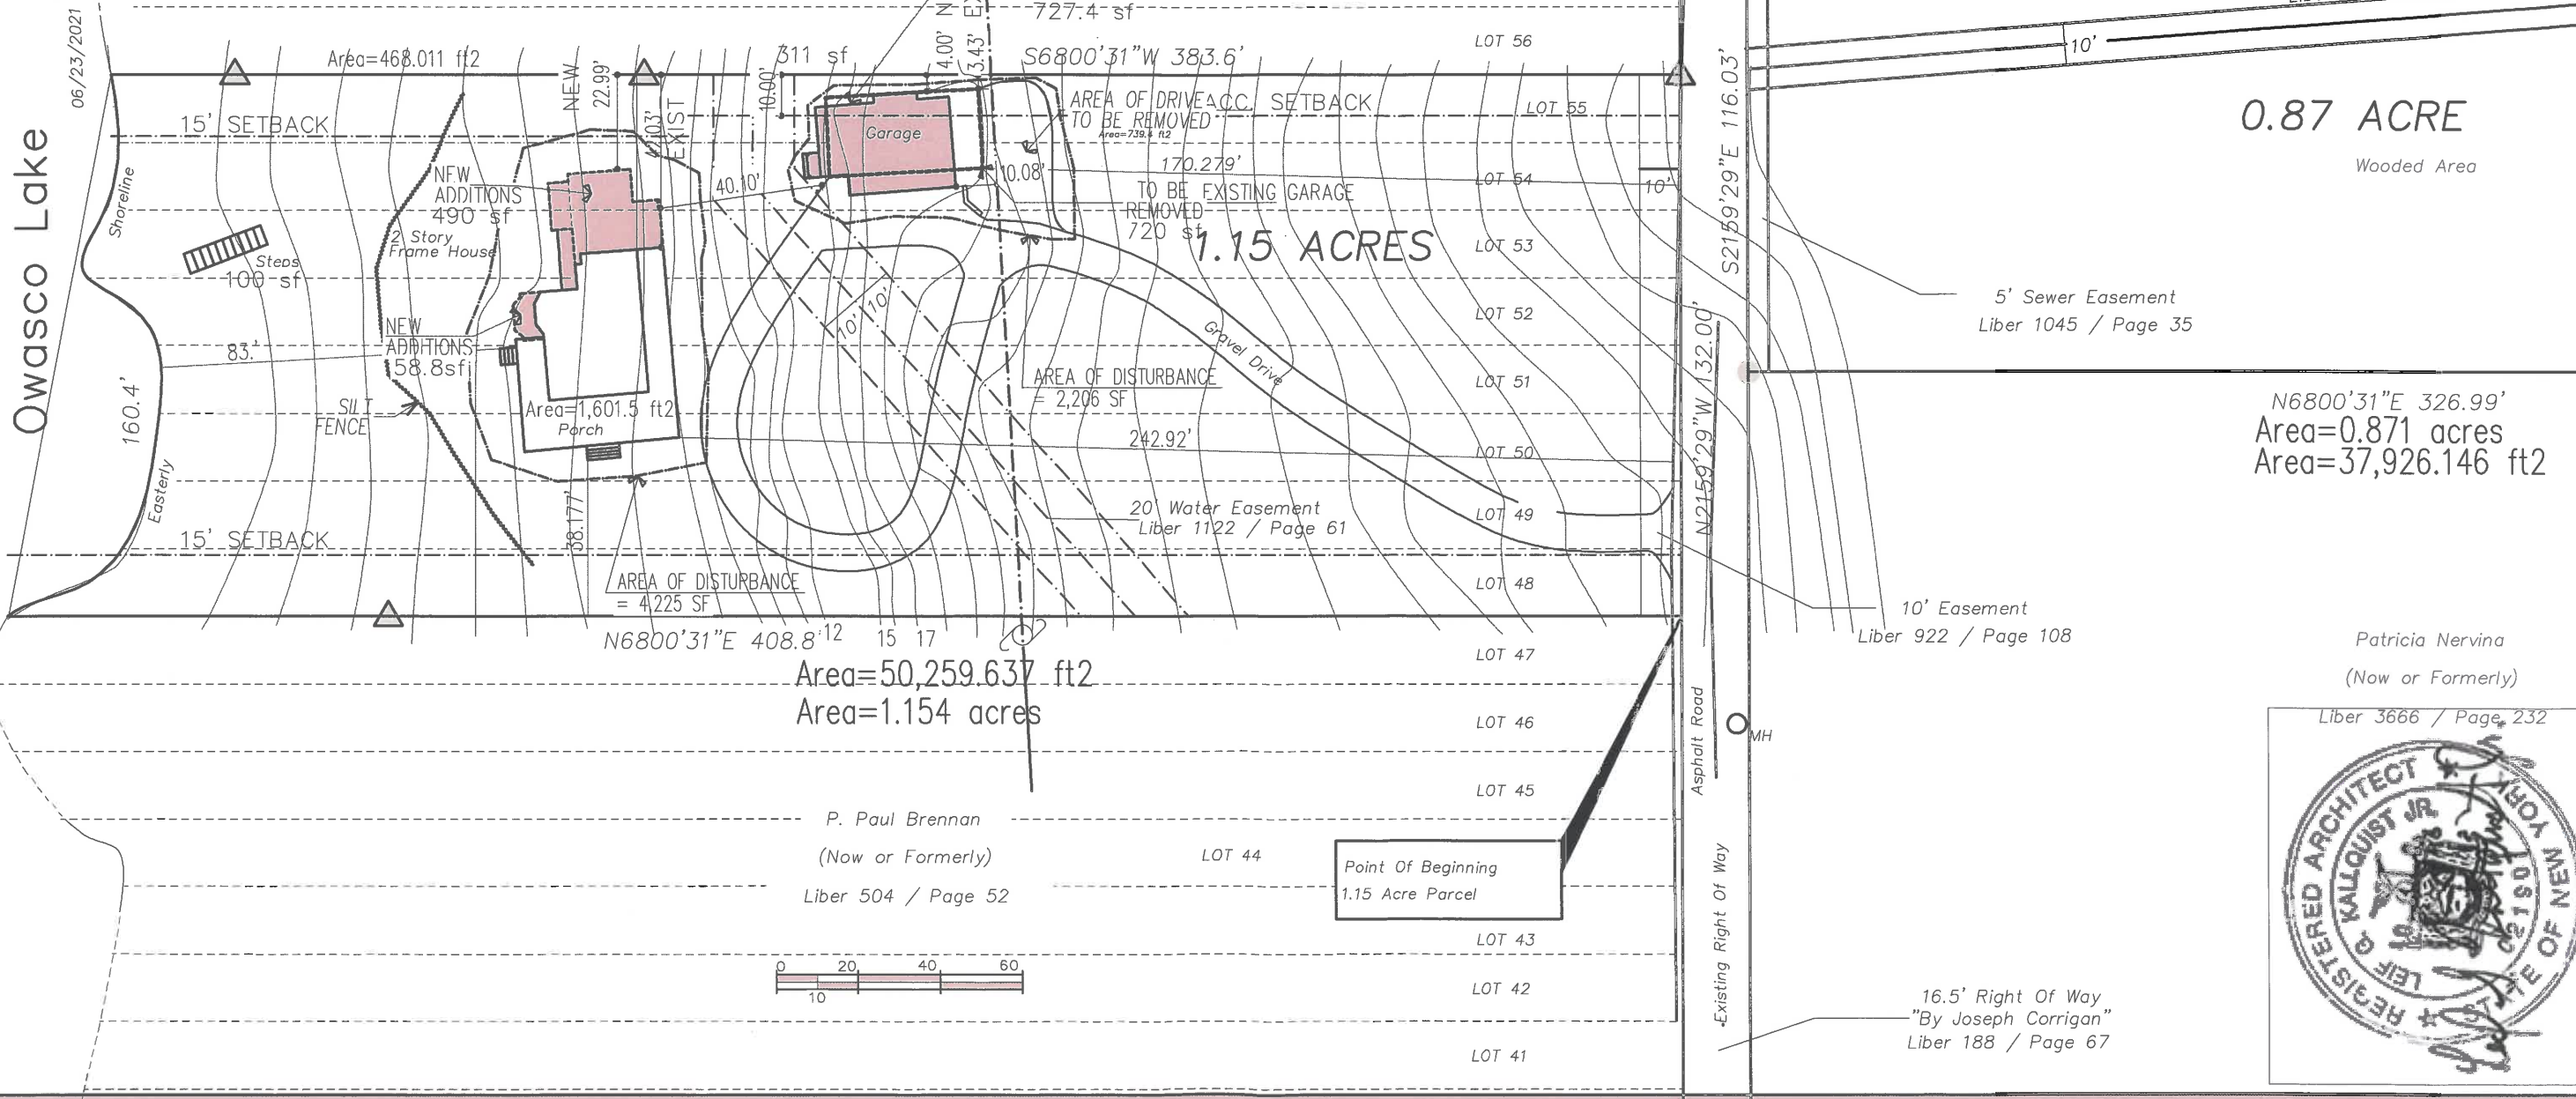 727.4 sf
06/23/2021
Area=468.011 ft2
NEW
22.99'
311 sf
10.00'
4.00'
3.43'
S6800'31"W 383.6'
LOT 56
S2159'29"E 116.03'
10'
0.87 ACRE
Wooded Area
Owasco Lake
Shoreline
15' SETBACK
EXIST
Garage
AREA OF DRIVE
TO BE REMOVED
Area=739.4 ft2
ACC. SETBACK
LOT 55
170.279'
LOT 54
10'
NEW
ADDITIONS
490 sf
2 Story
Frame House
40.10'
10.08'
TO BE
REMOVED
720 sf
EXISTING GARAGE
1.15 ACRES
LOT 53
Steps
100 sf
10'
10'
LOT 52
5' Sewer Easement
Liber 1045 / Page 35
NEW
ADDITIONS
58.8sf
83.'
160.4'
Gravel Drive
N2159'29"W 132.00'
LOT 51
AREA OF DISTURBANCE
= 2,206 SF
N6800'31"E 326.99'
Area=0.871 acres
Area=37,926.146 ft2
SILT
FENCE
Area=1,601.5 ft2
Porch
242.92'
LOT 50
Easterly
38.177'
20' Water Easement
Liber 1122 / Page 61
LOT 49
15' SETBACK
AREA OF DISTURBANCE
= 4,225 SF
LOT 48
10' Easement
Liber 922 / Page 108
N6800'31"E 408.8'
12
15
17
LOT 47
Area=50,259.637 ft2
Area=1.154 acres
Patricia Nervina
(Now or Formerly)
Liber 3666 / Page 232
LOT 46
MH
Asphalt Road
LOT 45
P. Paul Brennan
(Now or Formerly)
Liber 504 / Page 52
LOT 44
Point Of Beginning
1.15 Acre Parcel
Existing Right Of Way
LOT 43
0 20 40 60
10
LOT 42
16.5' Right Of Way
"By Joseph Corrigan"
Liber 188 / Page 67
LOT 41
REGISTERED ARCHITECT
STATE OF NEW YORK
LEIF G. KALLQUIST JR.